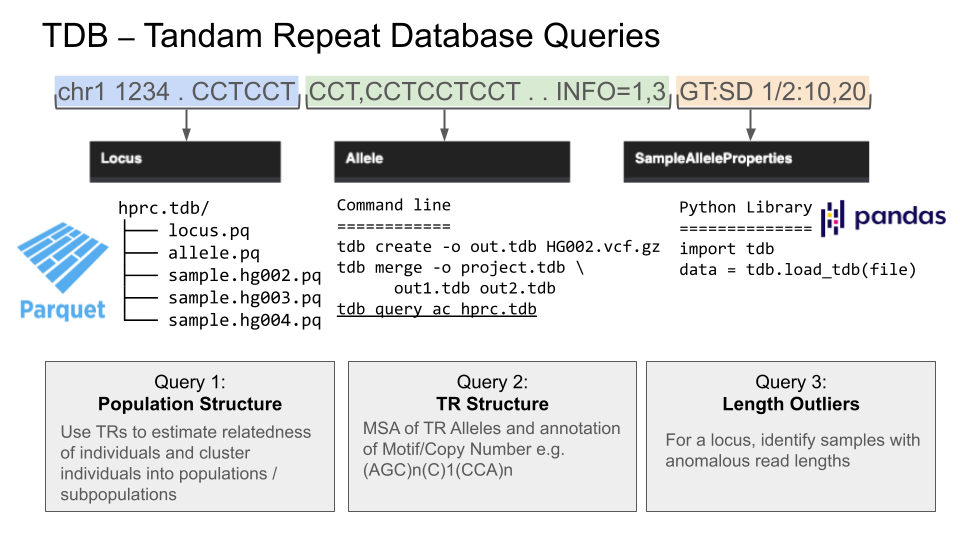 TDB – Tandam Repeat Database Queries
chr1 1234 . CCTCCT CCT,CCTCCTCCT . . INFO=1,3 GT:SD 1/2:10,20
Locus
Allele
SampleAlleleProperties
Parquet
hprc.tdb/
├── locus.pq
├── allele.pq
├── sample.hg002.pq
├── sample.hg003.pq
└── sample.hg004.pq
Command line
============
tdb create -o out.tdb HG002.vcf.gz
tdb merge -o project.tdb \
out1.tdb out2.tdb
tdb query ac hprc.tdb
Python Library
==============
import tdb
data = tdb.load_tdb(file)
pandas
Query 1:
Population Structure
Use TRs to estimate relatedness
of individuals and cluster
individuals into populations /
subpopulations
Query 2:
TR Structure
MSA of TR Alleles and annotation
of Motif/Copy Number e.g.
(AGC)n(C)1(CCA)n
Query 3:
Length Outliers
For a locus, identify samples with
anomalous read lengths